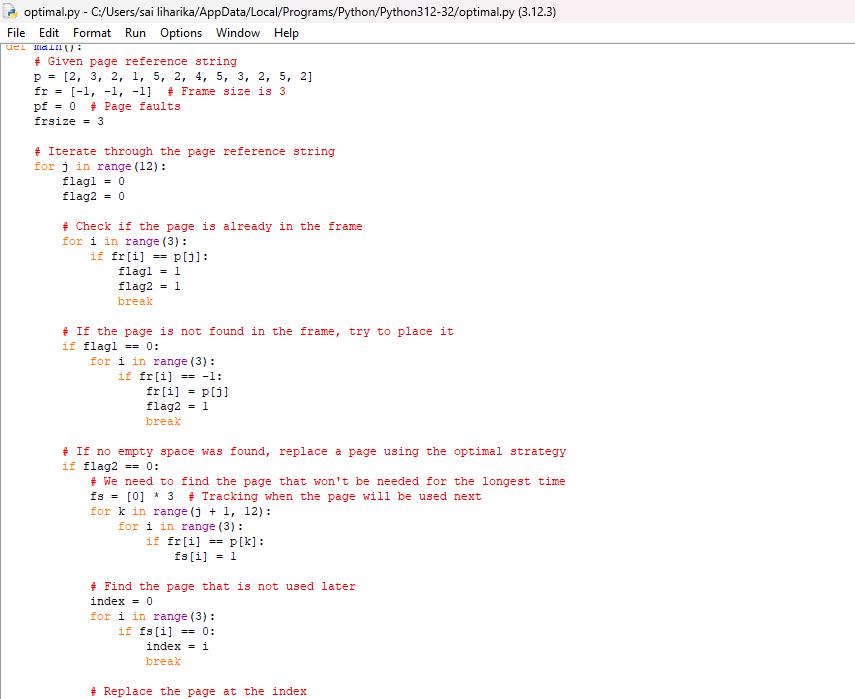 optimal.py - C:/Users/sai liharika/AppData/Local/Programs/Python/Python312-32/optimal.py (3.12.3)
File Edit Format Run Options Window Help
def main():
    # Given page reference string
    p = [2, 3, 2, 1, 5, 2, 4, 5, 3, 2, 5, 2]
    fr = [-1, -1, -1]  # Frame size is 3
    pf = 0  # Page faults
    frsize = 3
    # Iterate through the page reference string
    for j in range(12):
        flag1 = 0
        flag2 = 0
        # Check if the page is already in the frame
        for i in range(3):
            if fr[i] == p[j]:
                flag1 = 1
                flag2 = 1
                break
        # If the page is not found in the frame, try to place it
        if flag1 == 0:
            for i in range(3):
                if fr[i] == -1:
                    fr[i] = p[j]
                    flag2 = 1
                    break
        # If no empty space was found, replace a page using the optimal strategy
        if flag2 == 0:
            # We need to find the page that won't be needed for the longest time
            fs = [0] * 3  # Tracking when the page will be used next
            for k in range(j + 1, 12):
                for i in range(3):
                    if fr[i] == p[k]:
                        fs[i] = 1
            # Find the page that is not used later
            index = 0
            for i in range(3):
                if fs[i] == 0:
                    index = i
                    break
            # Replace the page at the index